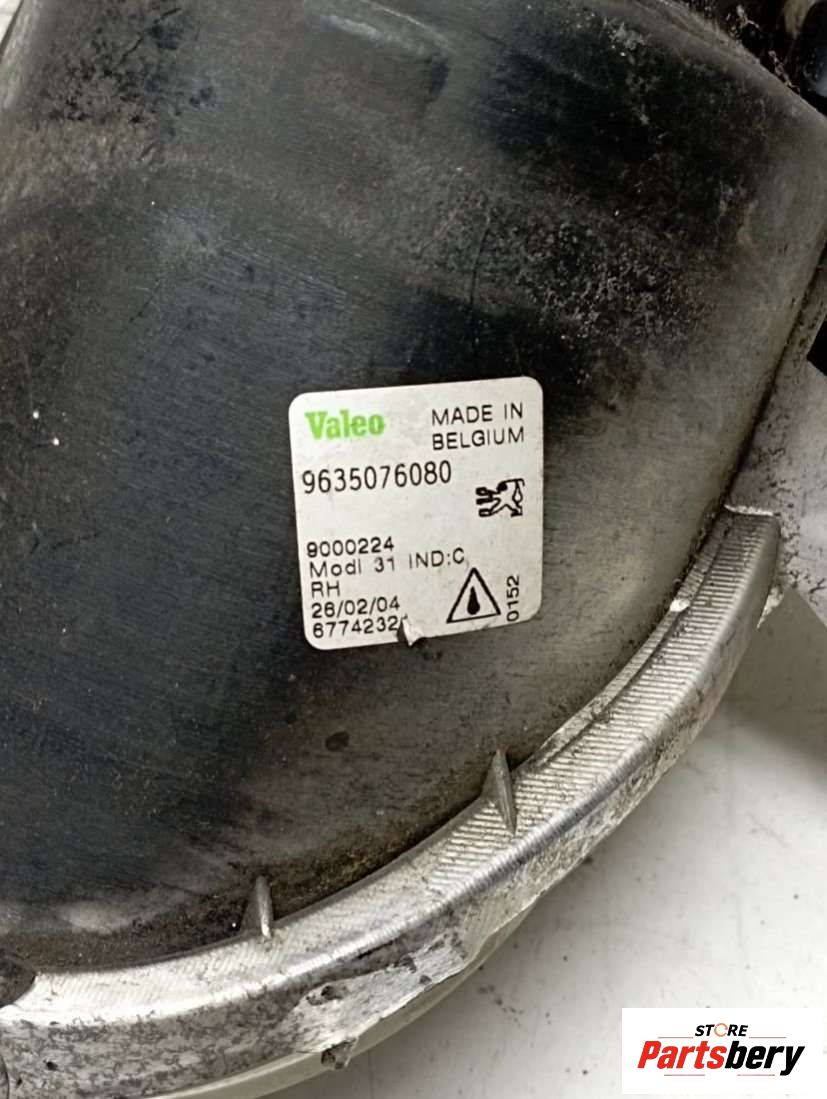 Valeo MADE IN
BELGIUM
9635076080
9000224
Modl 31 IND:C
RH
26/02/04
6774232
0152
STORE
Partsbery